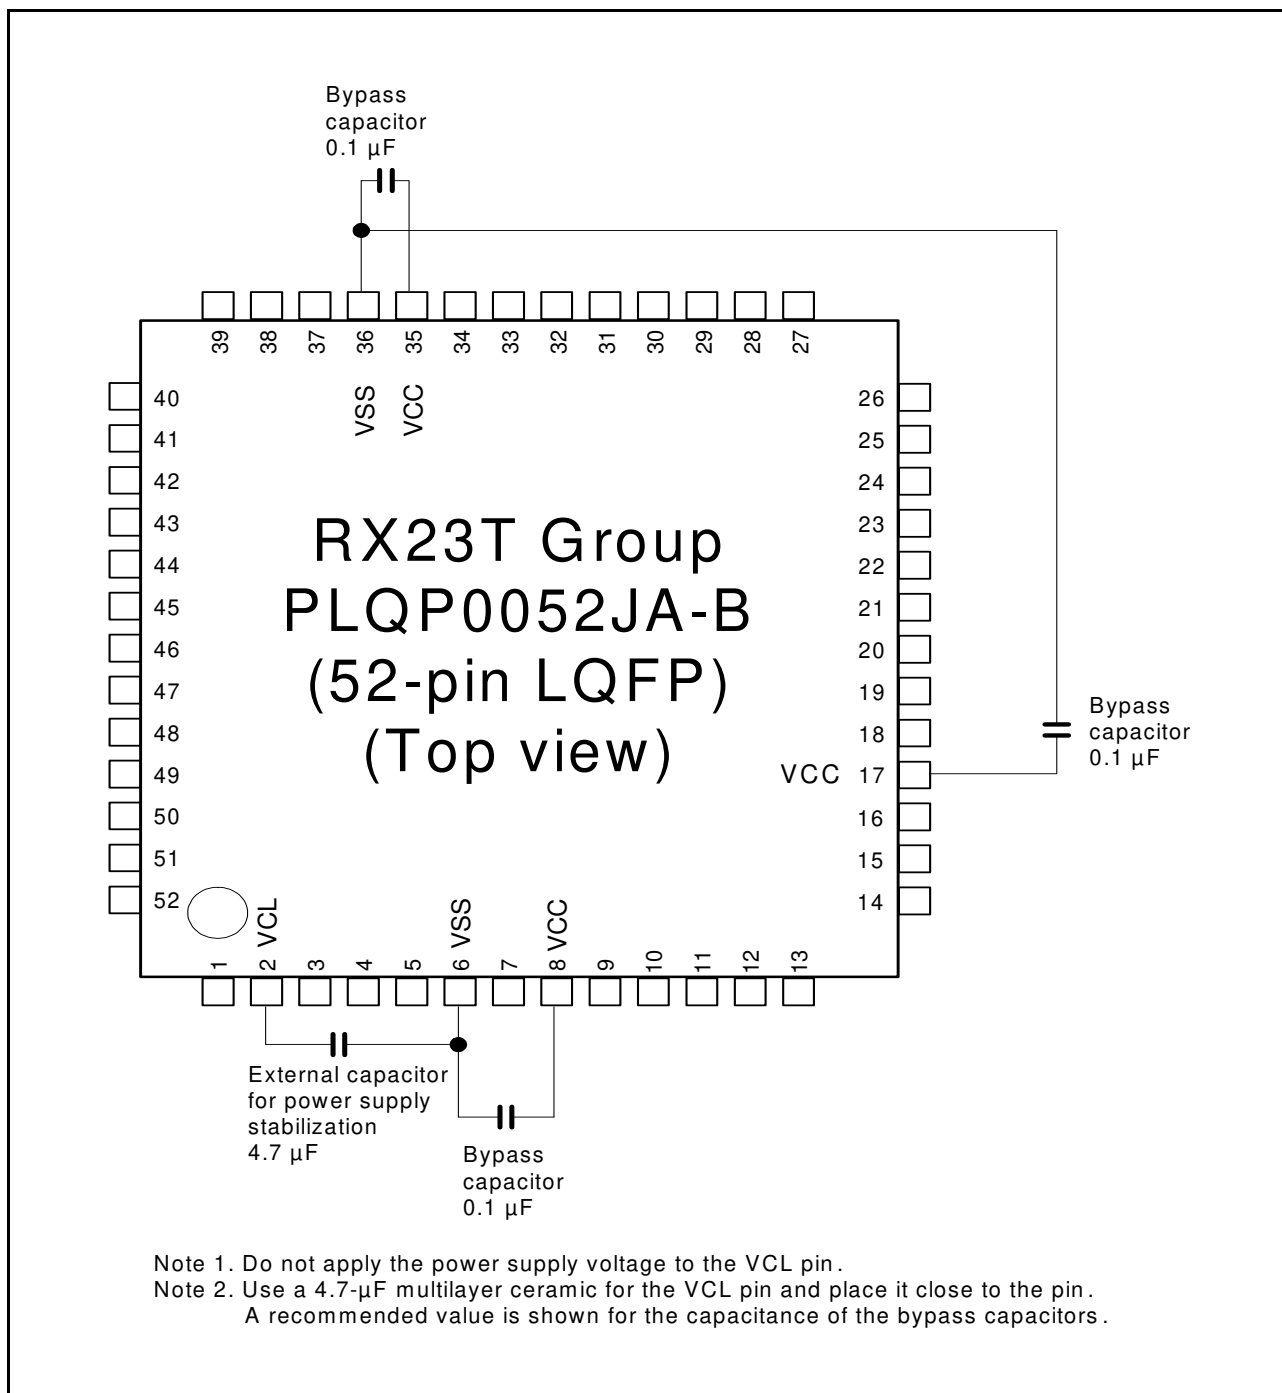 Bypass
capacitor
0.1 µF
39 38 37 36 35 34 33 32 31 30 29 28 27
VSS VCC
40
41
42
43
44
45
46
47
48
49
50
51
52
26
25
24
23
22
21
20
19
18
VCC 17
16
15
14
RX23T Group
PLQP0052JA-B
(52-pin LQFP)
(Top view)
Bypass
capacitor
0.1 µF
VCL VSS VCC
1 2 3 4 5 6 7 8 9 10 11 12 13
External capacitor
for power supply
stabilization
4.7 µF
Bypass
capacitor
0.1 µF
Note 1. Do not apply the power supply voltage to the VCL pin.
Note 2. Use a 4.7-µF multilayer ceramic for the VCL pin and place it close to the pin.
A recommended value is shown for the capacitance of the bypass capacitors.